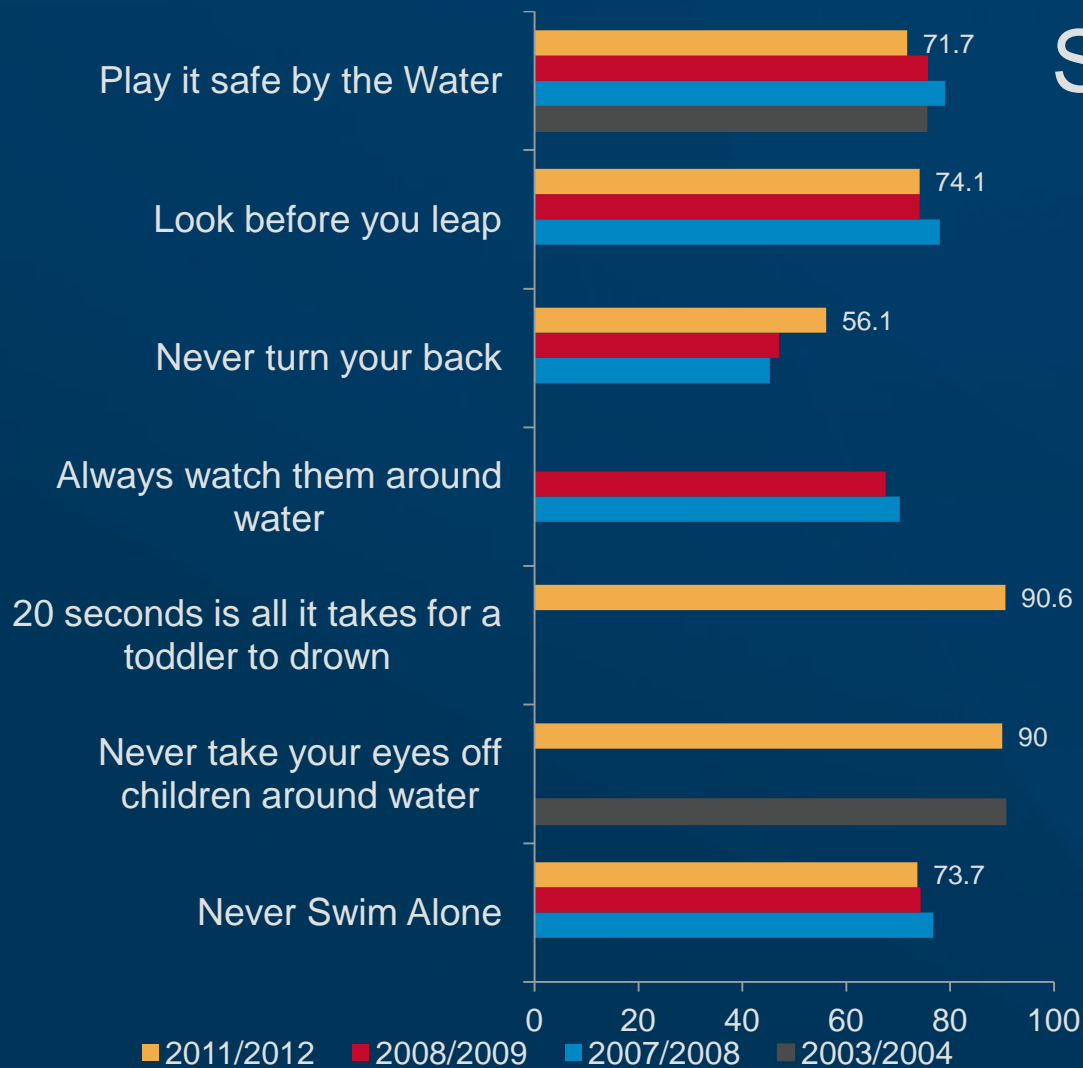 S
Play it safe by the Water
71.7
Look before you leap
74.1
Never turn your back
56.1
Always watch them around
water
20 seconds is all it takes for a
toddler to drown
90.6
Never take your eyes off
children around water
90
Never Swim Alone
73.7
0 20 40 60 80 100
2011/2012 2008/2009 2007/2008 2003/2004